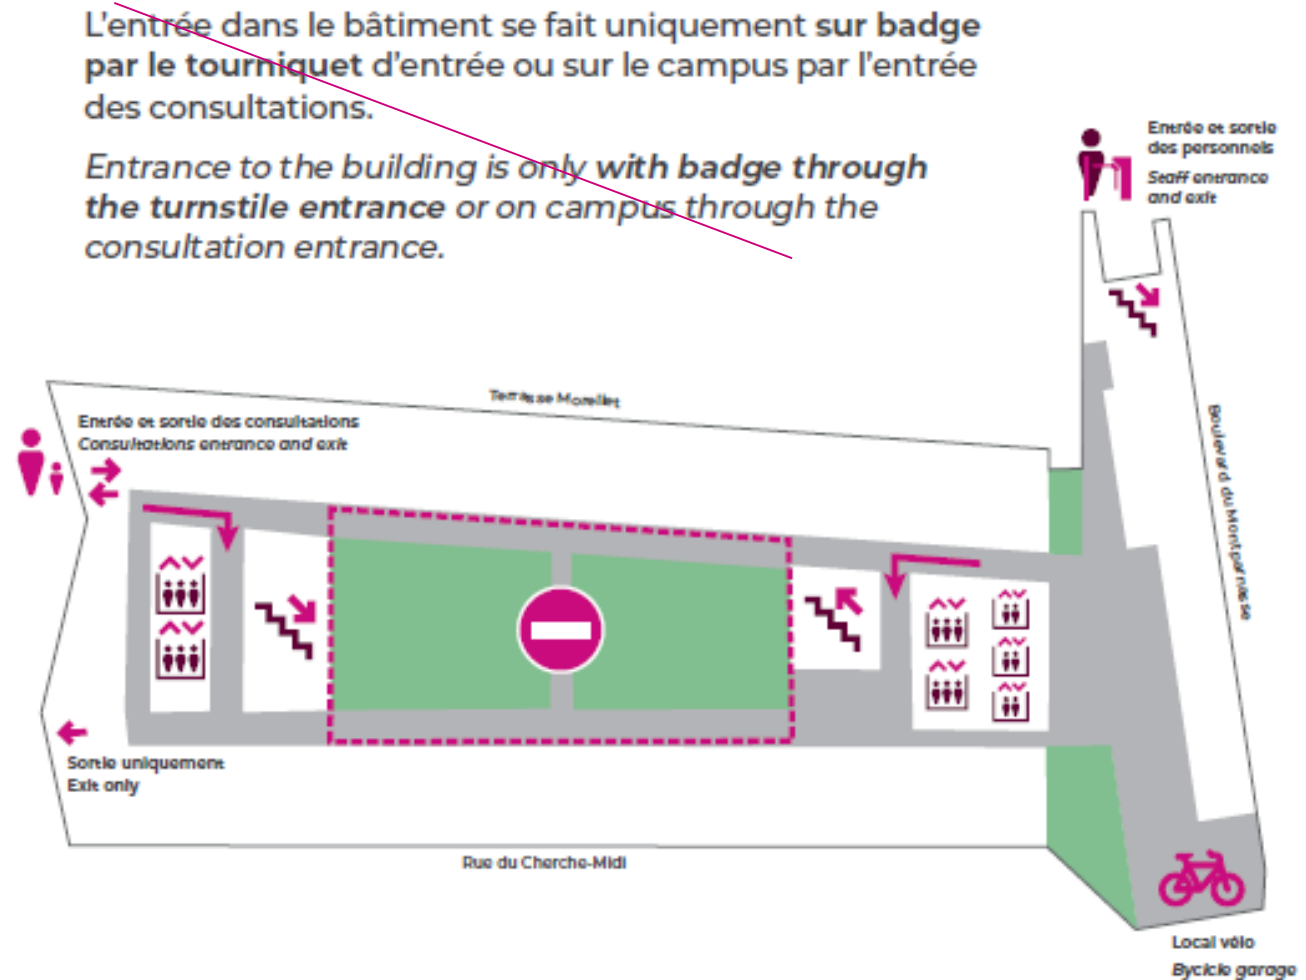 L'entrée dans le bâtiment se fait uniquement sur badge
par le tourniquet d'entrée ou sur le campus par l'entrée
des consultations.
Entrance to the building is only with badge through
the turnstile entrance or on campus through the
consultation entrance.
Entrée et sortie
des personnels
Staff entrance
and exit
Terrasse Morellet
Entrée et sortie des consultations
Consultations entrance and exit
Boulevard du Montparnasse
Sortie uniquement
Exit only
Rue du Cherche-Midi
Local vélo
Bycicle garage